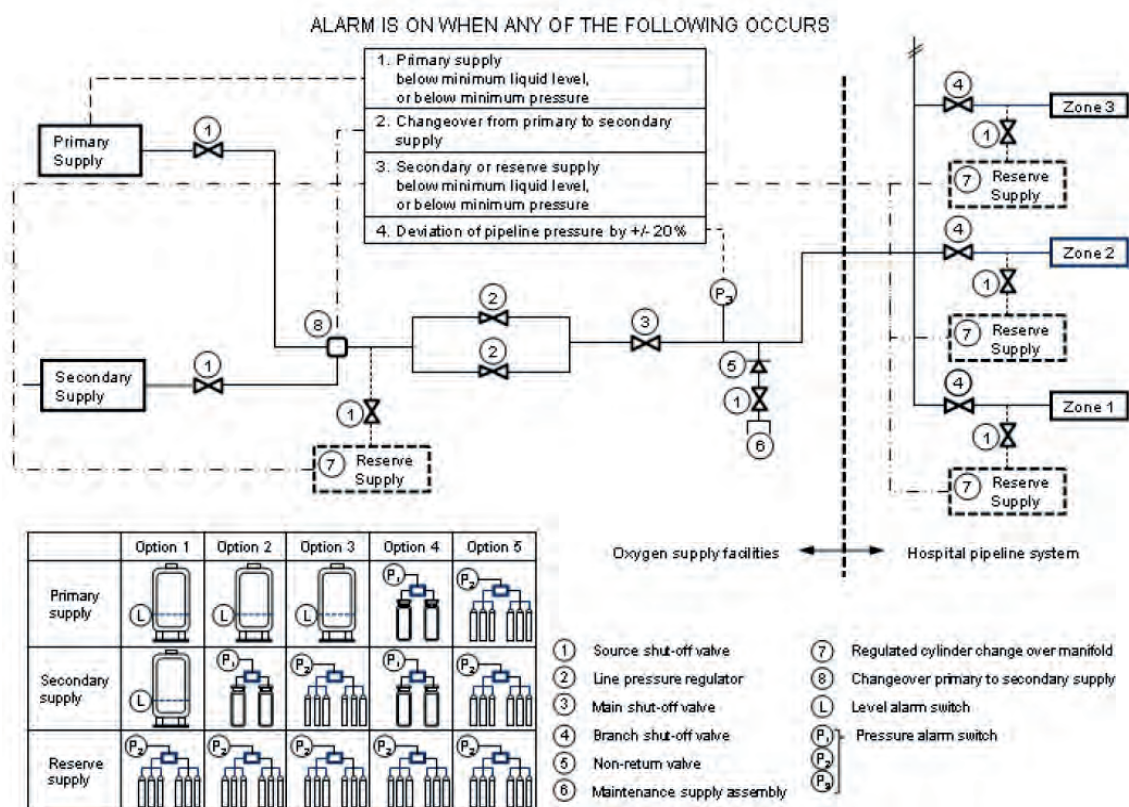 ALARM IS ON WHEN ANY OF THE FOLLOWING OCCURS
1. Primary supply
below minimum liquid level,
or below minimum pressure
2. Changeover from primary to secondary
supply
3. Secondary or reserve supply
below minimum liquid level,
or below minimum pressure
4. Deviation of pipeline pressure by +/- 20%
Primary
Supply
1
Secondary
Supply
1
8
1
7 Reserve
Supply
2
2
3
P3
5
1
6
4
Zone 3
1
7 Reserve
Supply
4
Zone 2
1
7 Reserve
Supply
4
Zone 1
1
7 Reserve
Supply
Oxygen supply facilities
Hospital pipeline system
Option 1 Option 2 Option 3 Option 4 Option 5
Primary
supply
L L L P1 P2
Secondary
supply
L P1 P2 P1 P2
Reserve
supply
P2 P2 P2 P2 P2
1 Source shut-off valve
2 Line pressure regulator
3 Main shut-off valve
4 Branch shut-off valve
5 Non-return valve
6 Maintenance supply assembly
7 Regulated cylinder change over manifold
8 Changeover primary to secondary supply
L Level alarm switch
P1 Pressure alarm switch
P2
P3